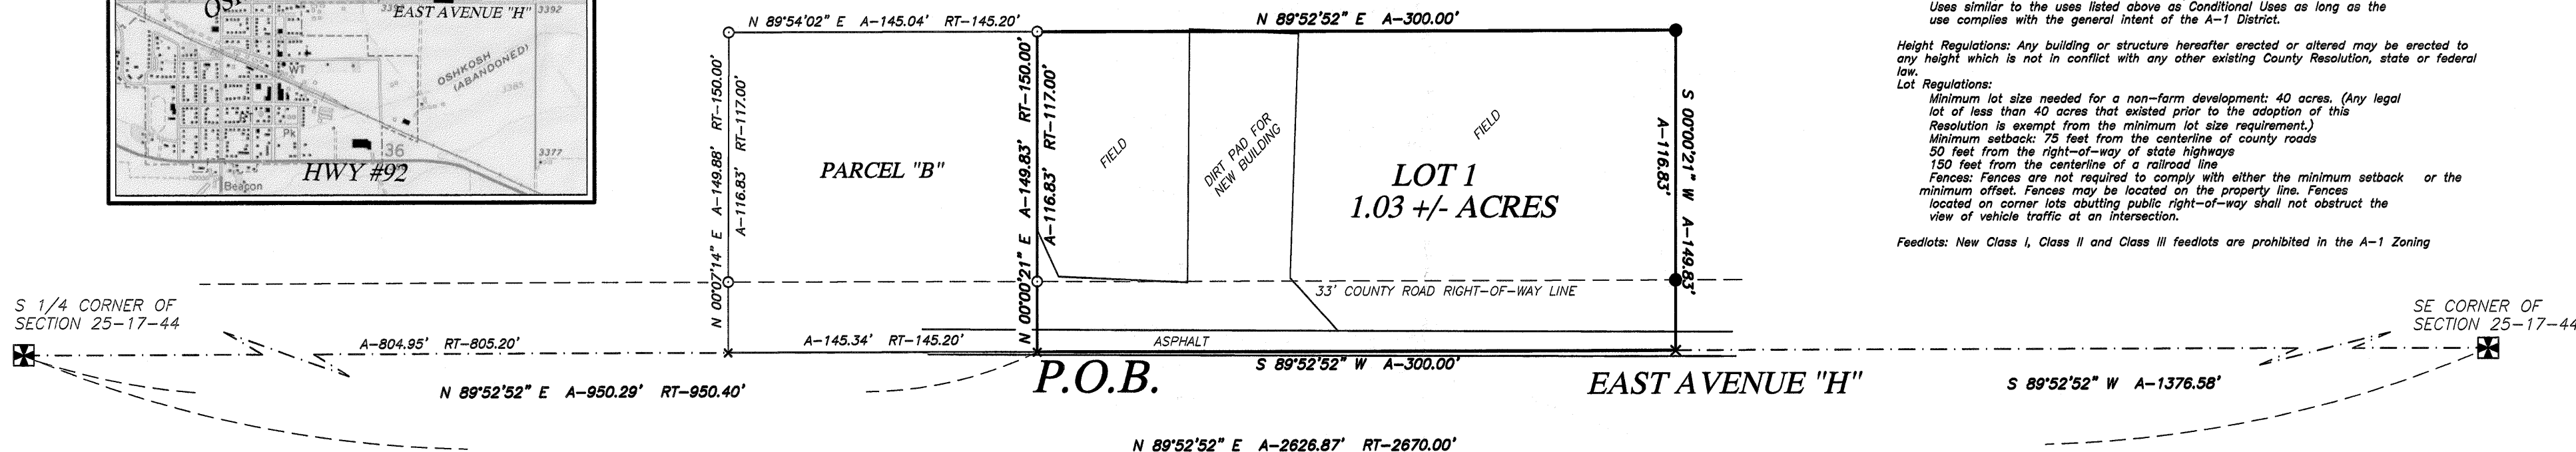 OSH
EAST AVENUE "H"
3392
3392
WT
OSHKOSH
(ABANDONED)
3385
Pk
36
3377
HWY #92
Beacon
N 89°54'02" E A-145.04' RT-145.20'
N 89°52'52" E A-300.00'
N 00°07'14" E A-149.88' RT-150.00'
A-116.83' RT-117.00'
PARCEL "B"
N 00°00'21" E A-149.83' RT-150.00'
A-116.83' RT-117.00'
FIELD
DIRT PAD FOR
NEW BUILDING
FIELD
LOT 1
1.03 +/- ACRES
A-116.83'
S 00°00'21" W A-149.83'
33' COUNTY ROAD RIGHT-OF-WAY LINE
S 1/4 CORNER OF
SECTION 25-17-44
A-804.95' RT-805.20'
A-145.34' RT-145.20'
ASPHALT
SE CORNER OF
SECTION 25-17-44
N 89°52'52" E A-950.29' RT-950.40'
P.O.B.
S 89°52'52" W A-300.00'
EAST AVENUE "H"
S 89°52'52" W A-1376.58'
N 89°52'52" E A-2626.87' RT-2670.00'
Uses similar to the uses listed above as Conditional Uses as long as the
use complies with the general intent of the A-1 District.
Height Regulations: Any building or structure hereafter erected or altered may be erected to
any height which is not in conflict with any other existing County Resolution, state or federal
law.
Lot Regulations:
Minimum lot size needed for a non-farm development: 40 acres. (Any legal
lot of less than 40 acres that existed prior to the adoption of this
Resolution is exempt from the minimum lot size requirement.)
Minimum setback: 75 feet from the centerline of county roads
50 feet from the right-of-way of state highways
150 feet from the centerline of a railroad line
Fences: Fences are not required to comply with either the minimum setback or the
minimum offset. Fences may be located on the property line. Fences
located on corner lots abutting public right-of-way shall not obstruct the
view of vehicle traffic at an intersection.
Feedlots: New Class I, Class II and Class III feedlots are prohibited in the A-1 Zoning